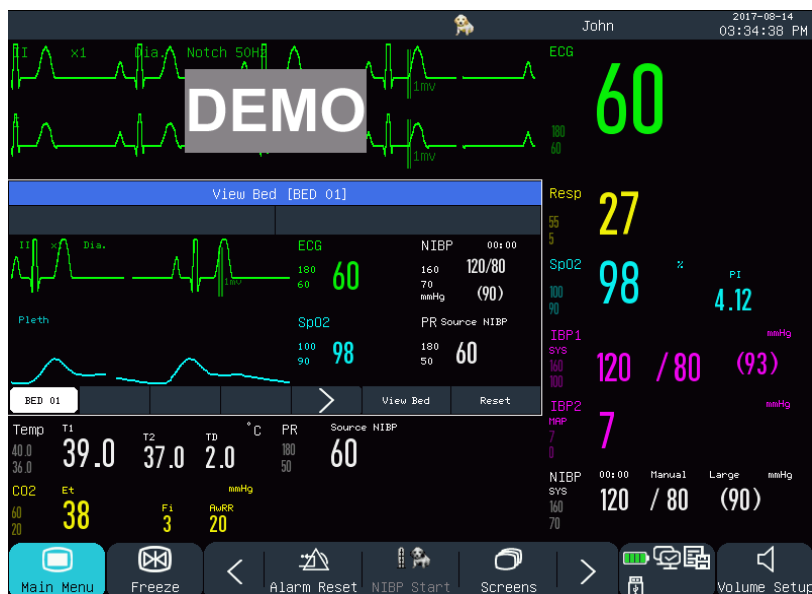 John
2017-08-14
03:34:38 PM
II x1 Dia. Notch 50Hz
1mv
DEMO
1mv
ECG
180
60
60
View Bed [BED 01]
II x1 Dia.
1mv
ECG
180
60
60
NIBP 00:00
160
70
mmHg
120/80
(90)
Pleth
SpO2
100
90
98
PR Source NIBP
180
50
60
BED 01
View Bed
Reset
Resp
55
5
27
SpO2
100
90
98
%
PI
4.12
IBP1
mmHg
SYS
160
100
120 / 80 (93)
IBP2
mmHg
MAP
7
0
7
Temp
40.0
36.0
T1
39.0
T2
37.0
TD
2.0
°C
PR Source NIBP
180
50
60
CO2
60
20
Et
38
Fi
3
mmHg
AwRR
20
NIBP 00:00 Manual Large mmHg
SYS
160
70
120 / 80 (90)
Main Menu
Freeze
Alarm Reset
NIBP Start
Screens
Volume Setup